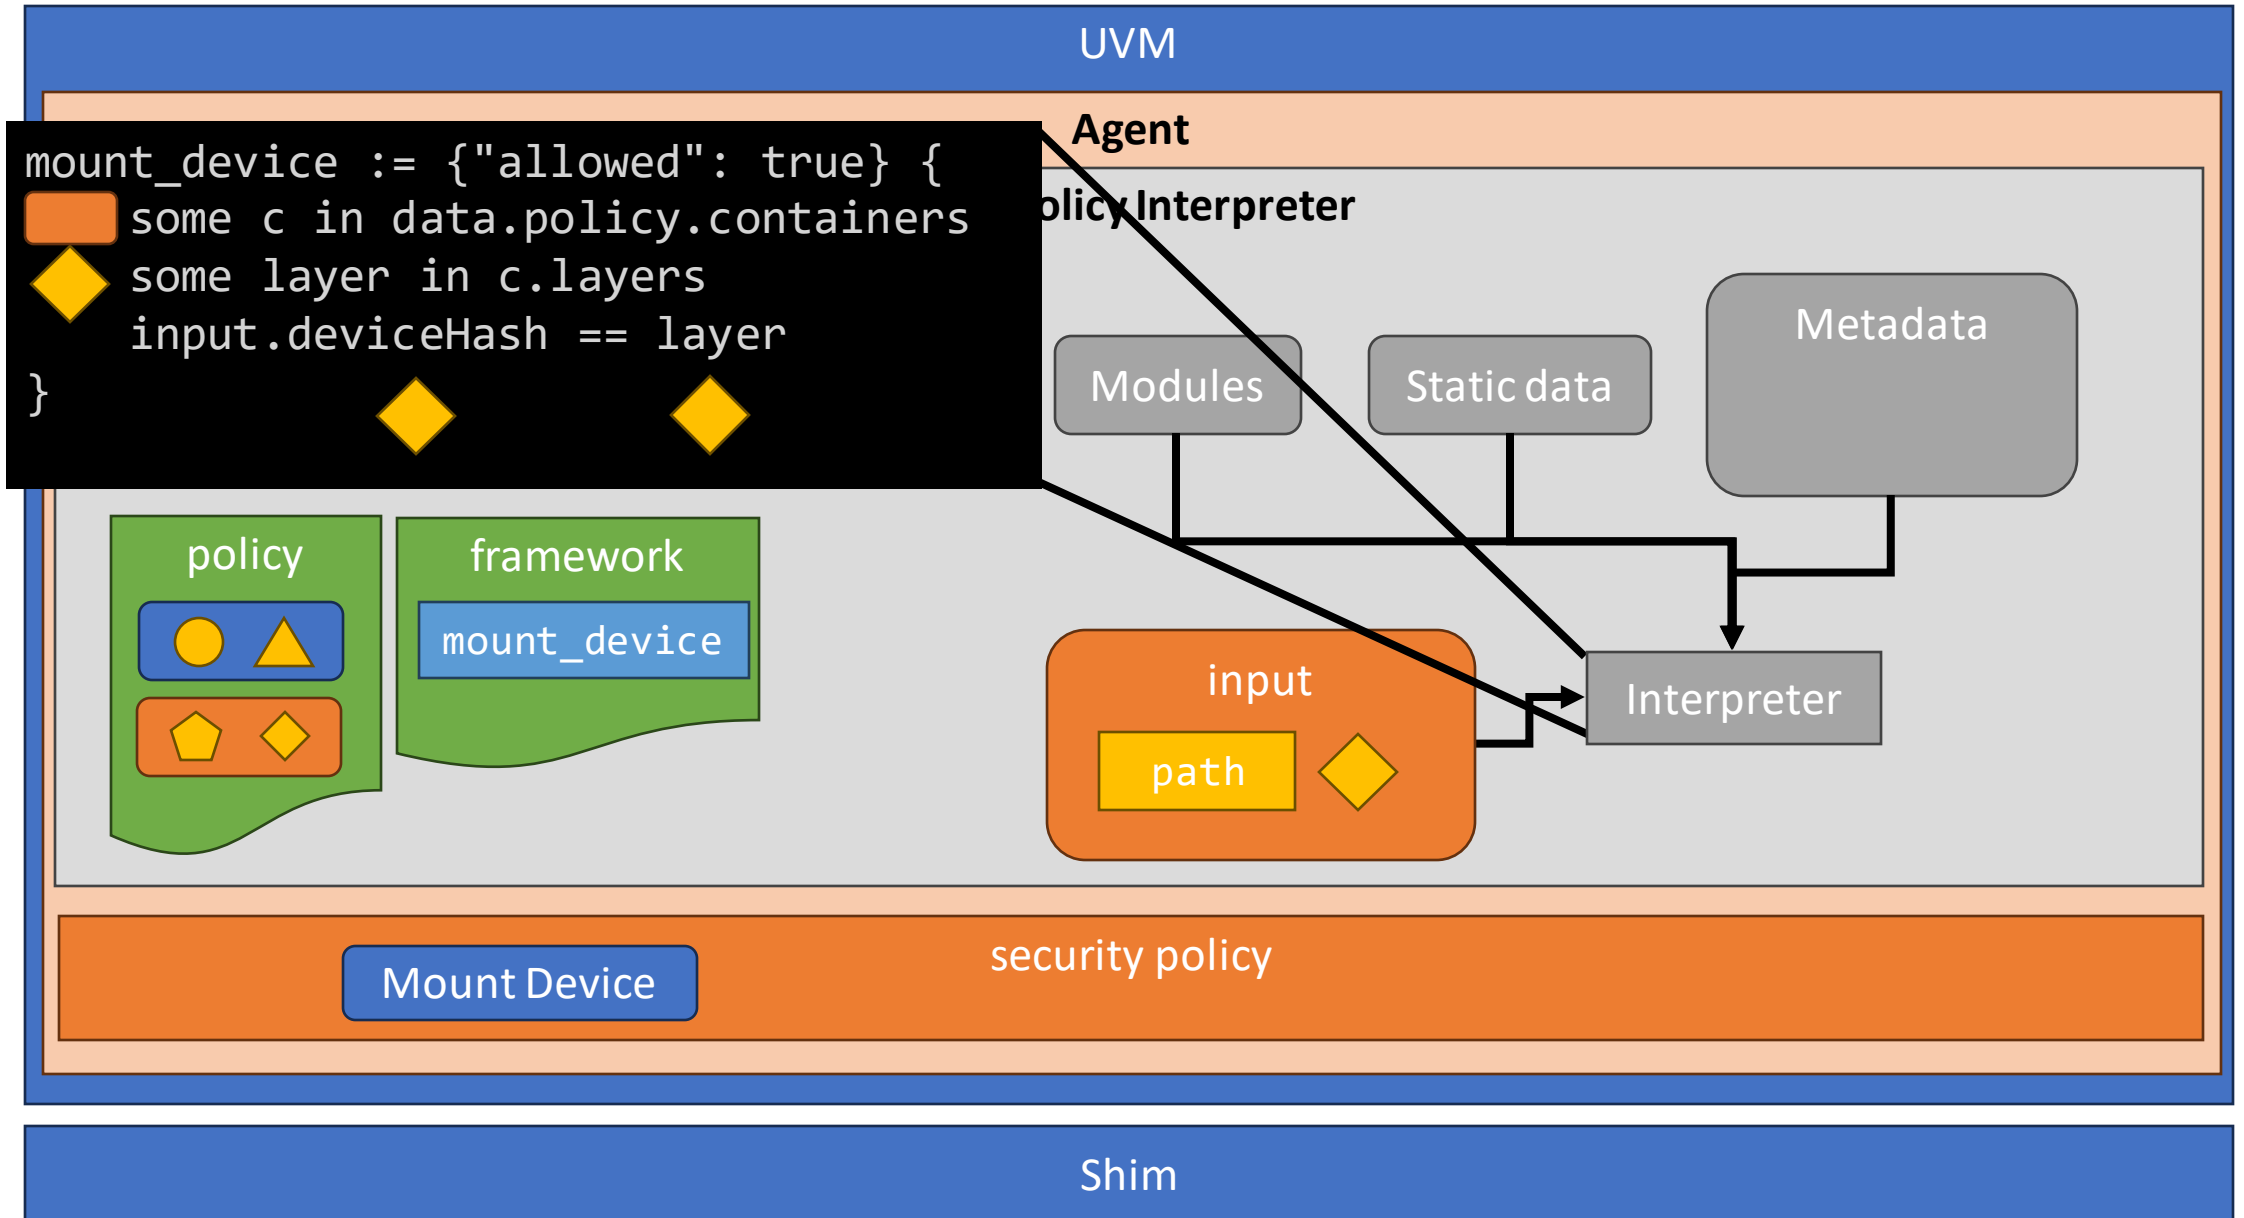 UVM
Agent
olicy Interpreter
mount_device := {"allowed": true} {
some c in data.policy.containers
some layer in c.layers
input.deviceHash == layer
}
Modules
Static data
Metadata
policy
framework
mount_device
input
path
Interpreter
security policy
Mount Device
Shim